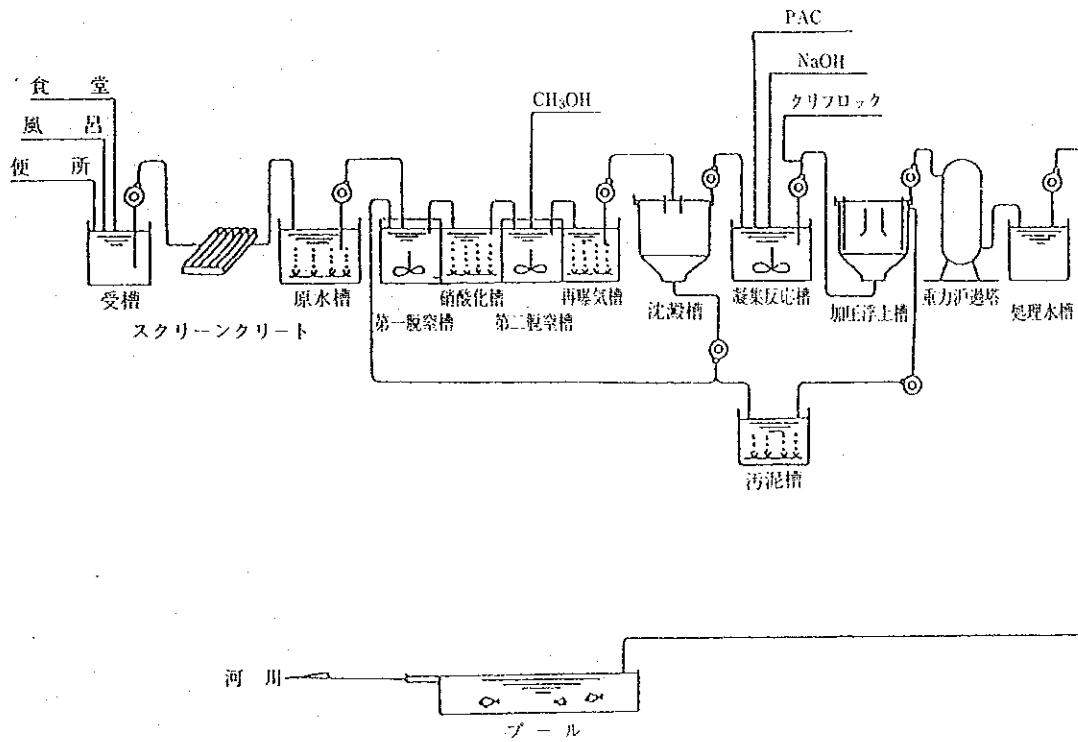 PAC
NaOH
クリフロック
CH₃OH
食堂
風呂
便所
受槽
スクリーンクリート
原水槽
第一脱窒槽
硝酸化槽
第二脱窒槽
再曝気槽
沈澱槽
凝集反応槽
加圧浮上槽
重力沪過塔
処理水槽
汚泥槽
河川
プール